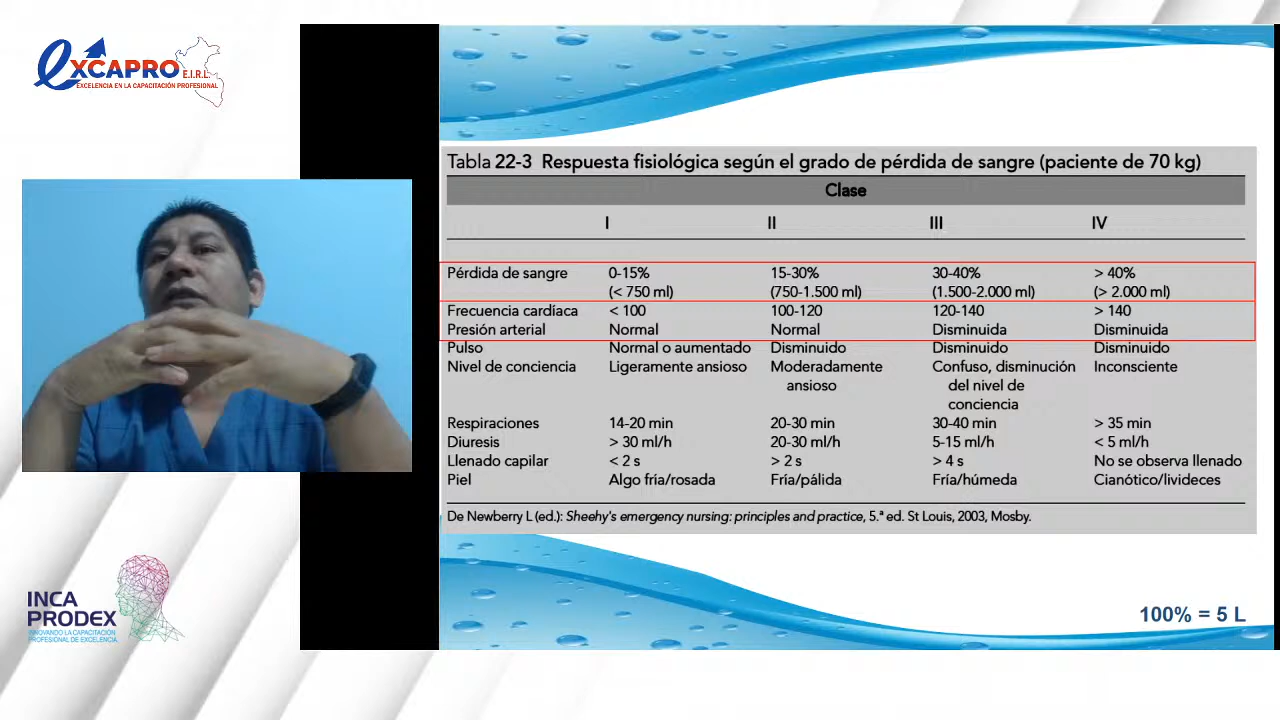 excapro E.I.R.L.
EXCELENCIA EN LA CAPACITACIÓN PROFESIONAL
Tabla 22-3 Respuesta fisiológica según el grado de pérdida de sangre (paciente de 70 kg)
Clase
I II III IV
Pérdida de sangre 0-15% 15-30% 30-40% > 40%
(< 750 ml) (750-1.500 ml) (1.500-2.000 ml) (> 2.000 ml)
Frecuencia cardíaca < 100 100-120 120-140 > 140
Presión arterial Normal Normal Disminuida Disminuida
Pulso Normal o aumentado Disminuido Disminuido Disminuido
Nivel de conciencia Ligeramente ansioso Moderadamente Confuso, disminución Inconsciente
ansioso del nivel de
conciencia
Respiraciones 14-20 min 20-30 min 30-40 min > 35 min
Diuresis > 30 ml/h 20-30 ml/h 5-15 ml/h < 5 ml/h
Llenado capilar < 2 s > 2 s > 4 s No se observa llenado
Piel Algo fría/rosada Fría/pálida Fría/húmeda Cianótico/livideces
De Newberry L (ed.): Sheehy's emergency nursing: principles and practice, 5.ª ed. St Louis, 2003, Mosby.
INCA
PRODEX
INNOVANDO LA CAPACITACIÓN
PROFESIONAL DE EXCELENCIA
100% = 5 L